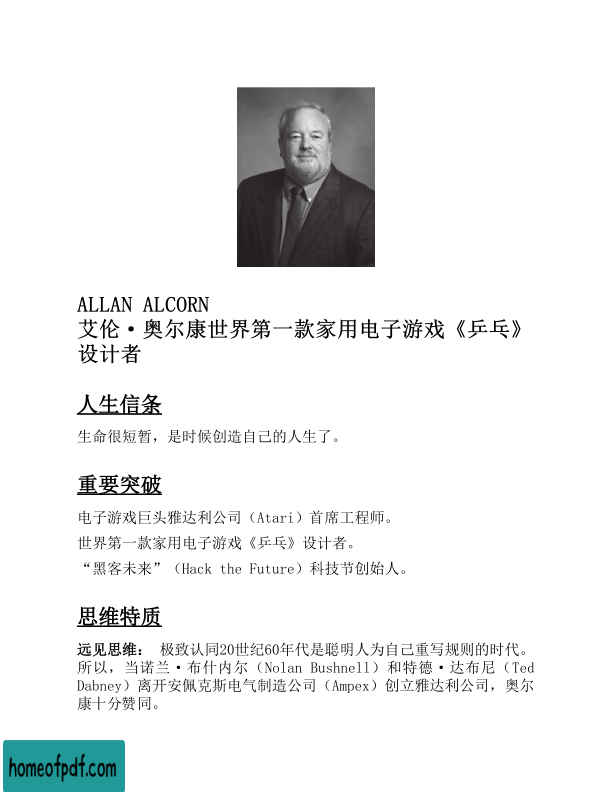 ALLAN ALCORN
艾伦·奥尔康世界第一款家用电子游戏《乒乓》
设计者
人生信条
生命很短暂，是时候创造自己的人生了。
重要突破
电子游戏巨头雅达利公司（Atari）首席工程师。
世界第一款家用电子游戏《乒乓》设计者。
“黑客未来”（Hack the Future）科技节创始人。
思维特质
远见思维： 极致认同20世纪60年代是聪明人为自己重写规则的时代。
所以，当诺兰·布什内尔（Nolan Bushnell）和特德·达布尼（Ted
Dabney）离开安佩克斯电气制造公司（Ampex）创立雅达利公司，奥尔
康十分赞同。
homeofpdf.com